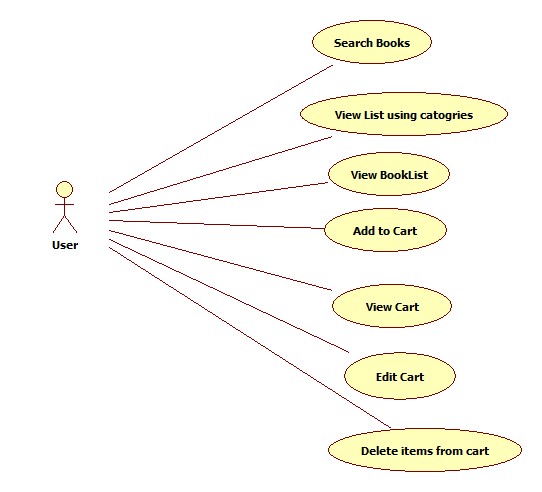 Search Books
View List using catogries
View BookList
Add to Cart
User
View Cart
Edit Cart
Delete items from cart